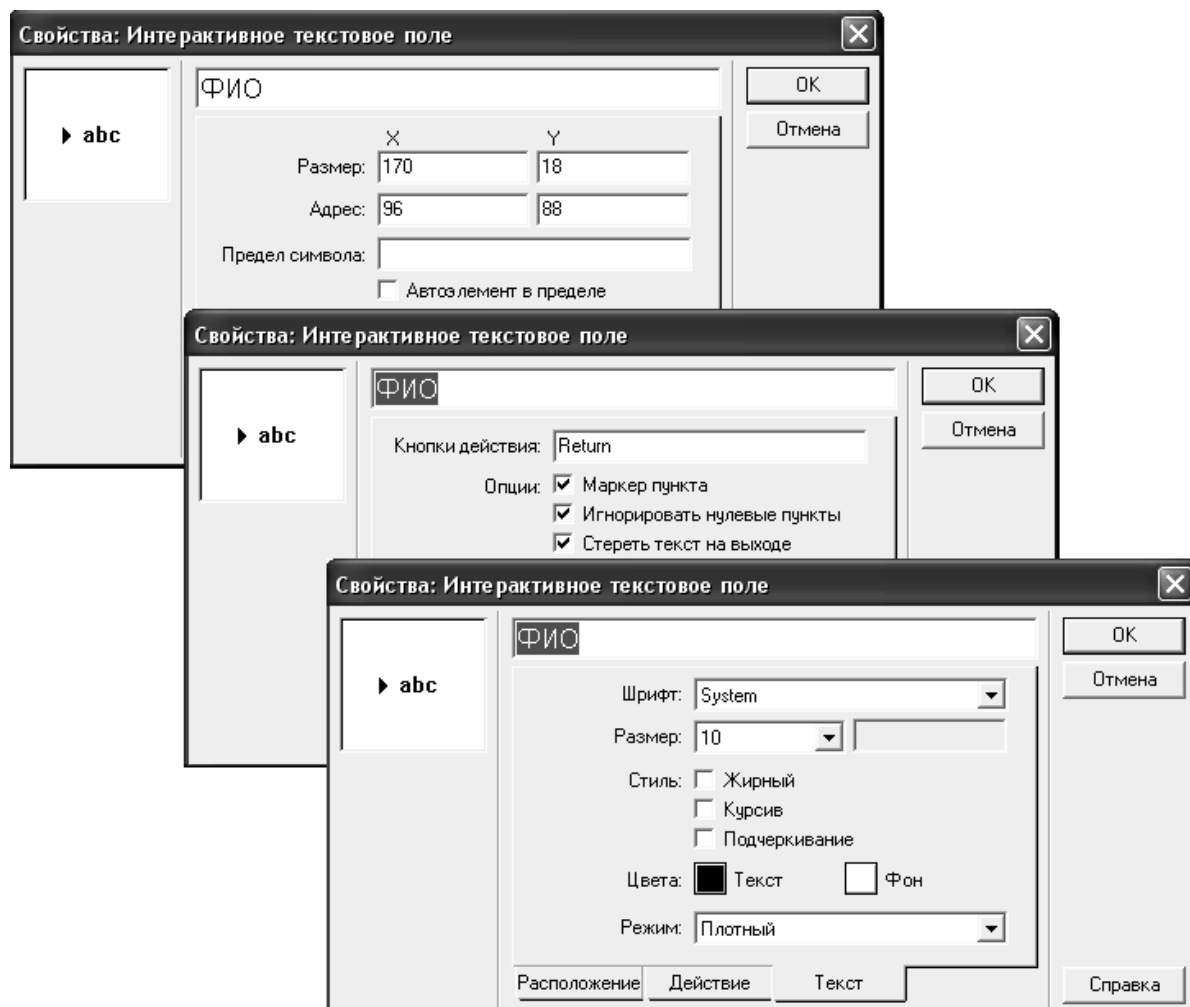 Свойства: Интерактивное текстовое поле
abc
ФИО
OK
Отмена
X Y
Размер: 170 18
Адрес: 96 88
Предел символа:
Автоэлемент в пределе
Свойства: Интерактивное текстовое поле
abc
ФИО
OK
Отмена
Кнопки действия: Return
Опции: Маркер пункта
Игнорировать нулевые пункты
Стереть текст на выходе
Свойства: Интерактивное текстовое поле
abc
ФИО
OK
Отмена
Шрифт: System
Размер: 10
Стиль: Жирный
Курсив
Подчеркивание
Цвета: Текст Фон
Режим: Плотный
Расположение Действие Текст
Справка